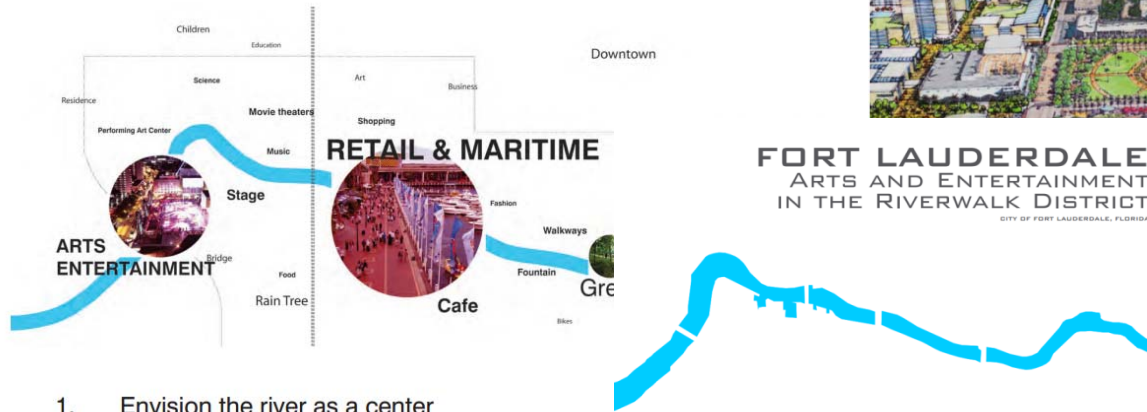 Children
Education
Downtown
Science
Art
Business
Residence
Movie theaters
Shopping
Performing Art Center
Music
RETAIL & MARITIME
Stage
Fashion
Walkways
ARTS
ENTERTAINMENT
Bridge
Food
Fountain
Rain Tree
Cafe
Gre
Bikes
1. Envision the river as a center
FORT LAUDERDALE
ARTS AND ENTERTAINMENT
IN THE RIVERWALK DISTRICT
CITY OF FORT LAUDERDALE, FLORIDA